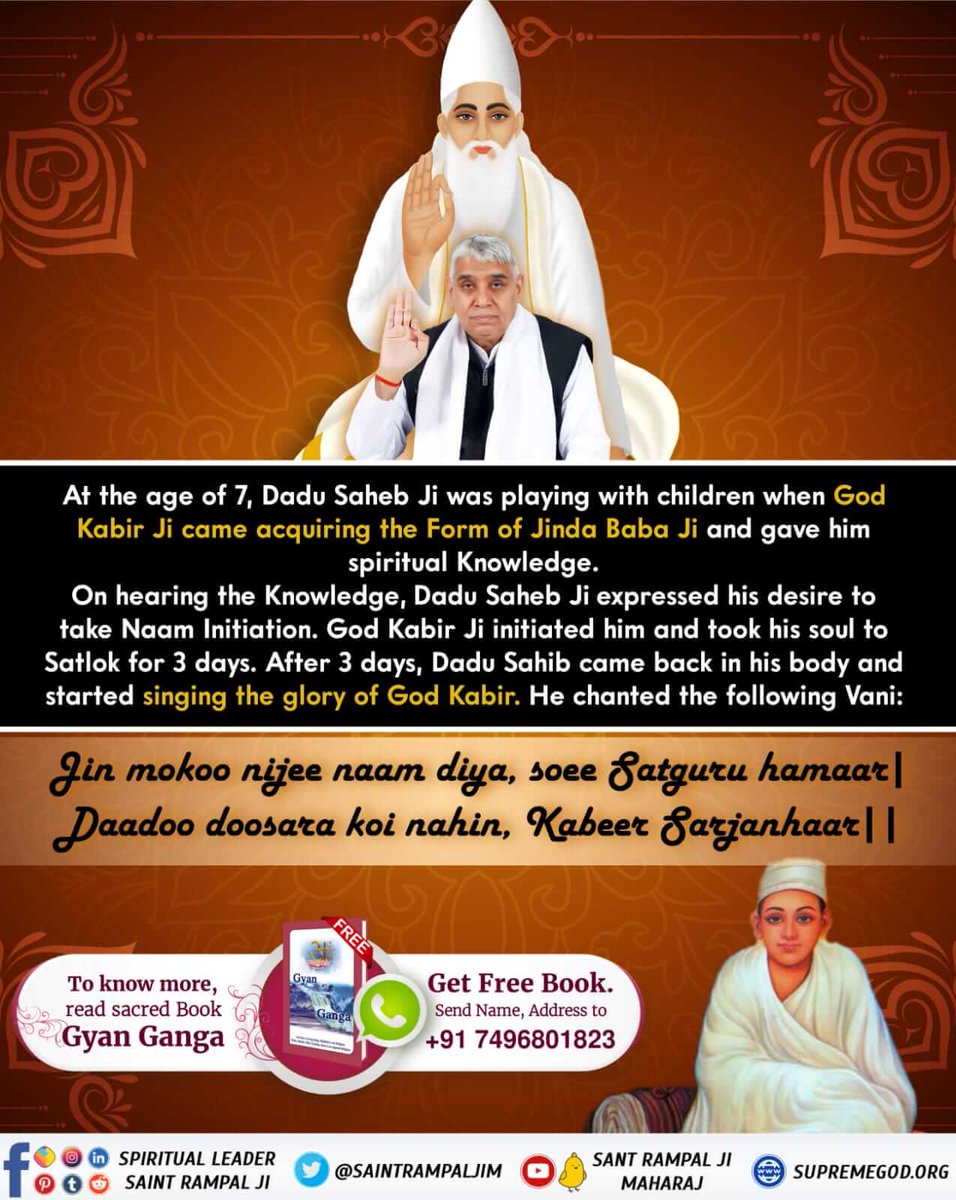 At the age of 7, Dadu Saheb Ji was playing with children when God
Kabir Ji came acquiring the Form of Jinda Baba Ji and gave him
spiritual Knowledge.
On hearing the Knowledge, Dadu Saheb Ji expressed his desire to
take Naam Initiation. God Kabir Ji initiated him and took his soul to
Satlok for 3 days. After 3 days, Dadu Sahib came back in his body and
started singing the glory of God Kabir. He chanted the following Vani:
Jin mokoo nijee naam diya, soee Satguru hamaar|
Daadoo doosara koi nahin, Kabeer Sarjanhaar||
To know more,
read sacred Book
Gyan Ganga
FREE
Gyan
Ganga
Get Free Book.
Send Name, Address to
+91 7496801823
SPIRITUAL LEADER
SAINT RAMPAL JI
@SAINTRAMPALJIM
SANT RAMPAL JI
MAHARAJ
SUPREMEGOD.ORG